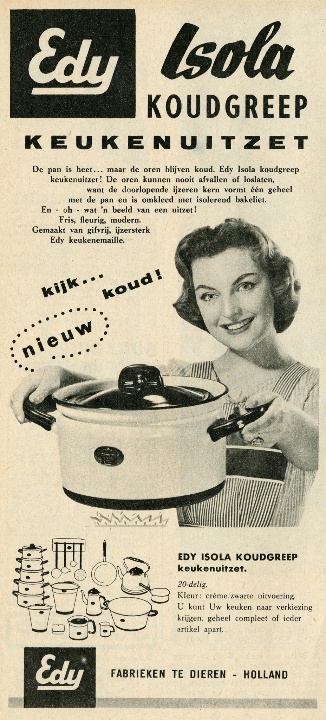 Edy
Isola
KOUDGREEP
KEUKENUITZET
De pan is heet... maar de oren blijven koud. Edy Isola koudgreep
keukenuitzet! De oren kunnen nooit afvallen of loslaten,
want de doorlopende ijzeren kern vormt één geheel
met de pan en is omkleed met isolerend bakeliet.
En - oh - wat 'n beeld van een uitzet!
Fris, fleurig, modern.
Gemaakt van gifvrij, ijzersterk
Edy keukenemaille.
kijk...
koud!
nieuw
EDY ISOLA KOUDGREEP
keukenuitzet.
20-delig.
Kleur: crème/zwarte uitvoering.
U kunt Uw keuken naar verkiezing
krijgen, geheel compleet of ieder
artikel apart.
Edy
FABRIEKEN TE DIEREN - HOLLAND